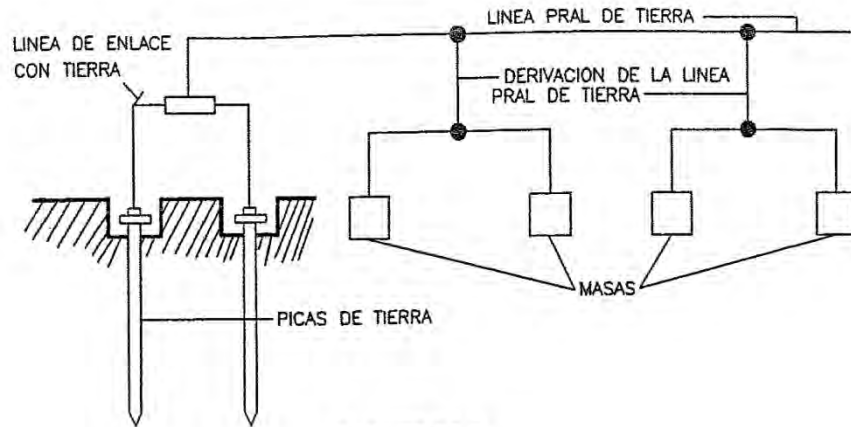 LINEA PRAL DE TIERRA
LINEA DE ENLACE
CON TIERRA
DERIVACION DE LA LINEA
PRAL DE TIERRA
MASAS
PICAS DE TIERRA